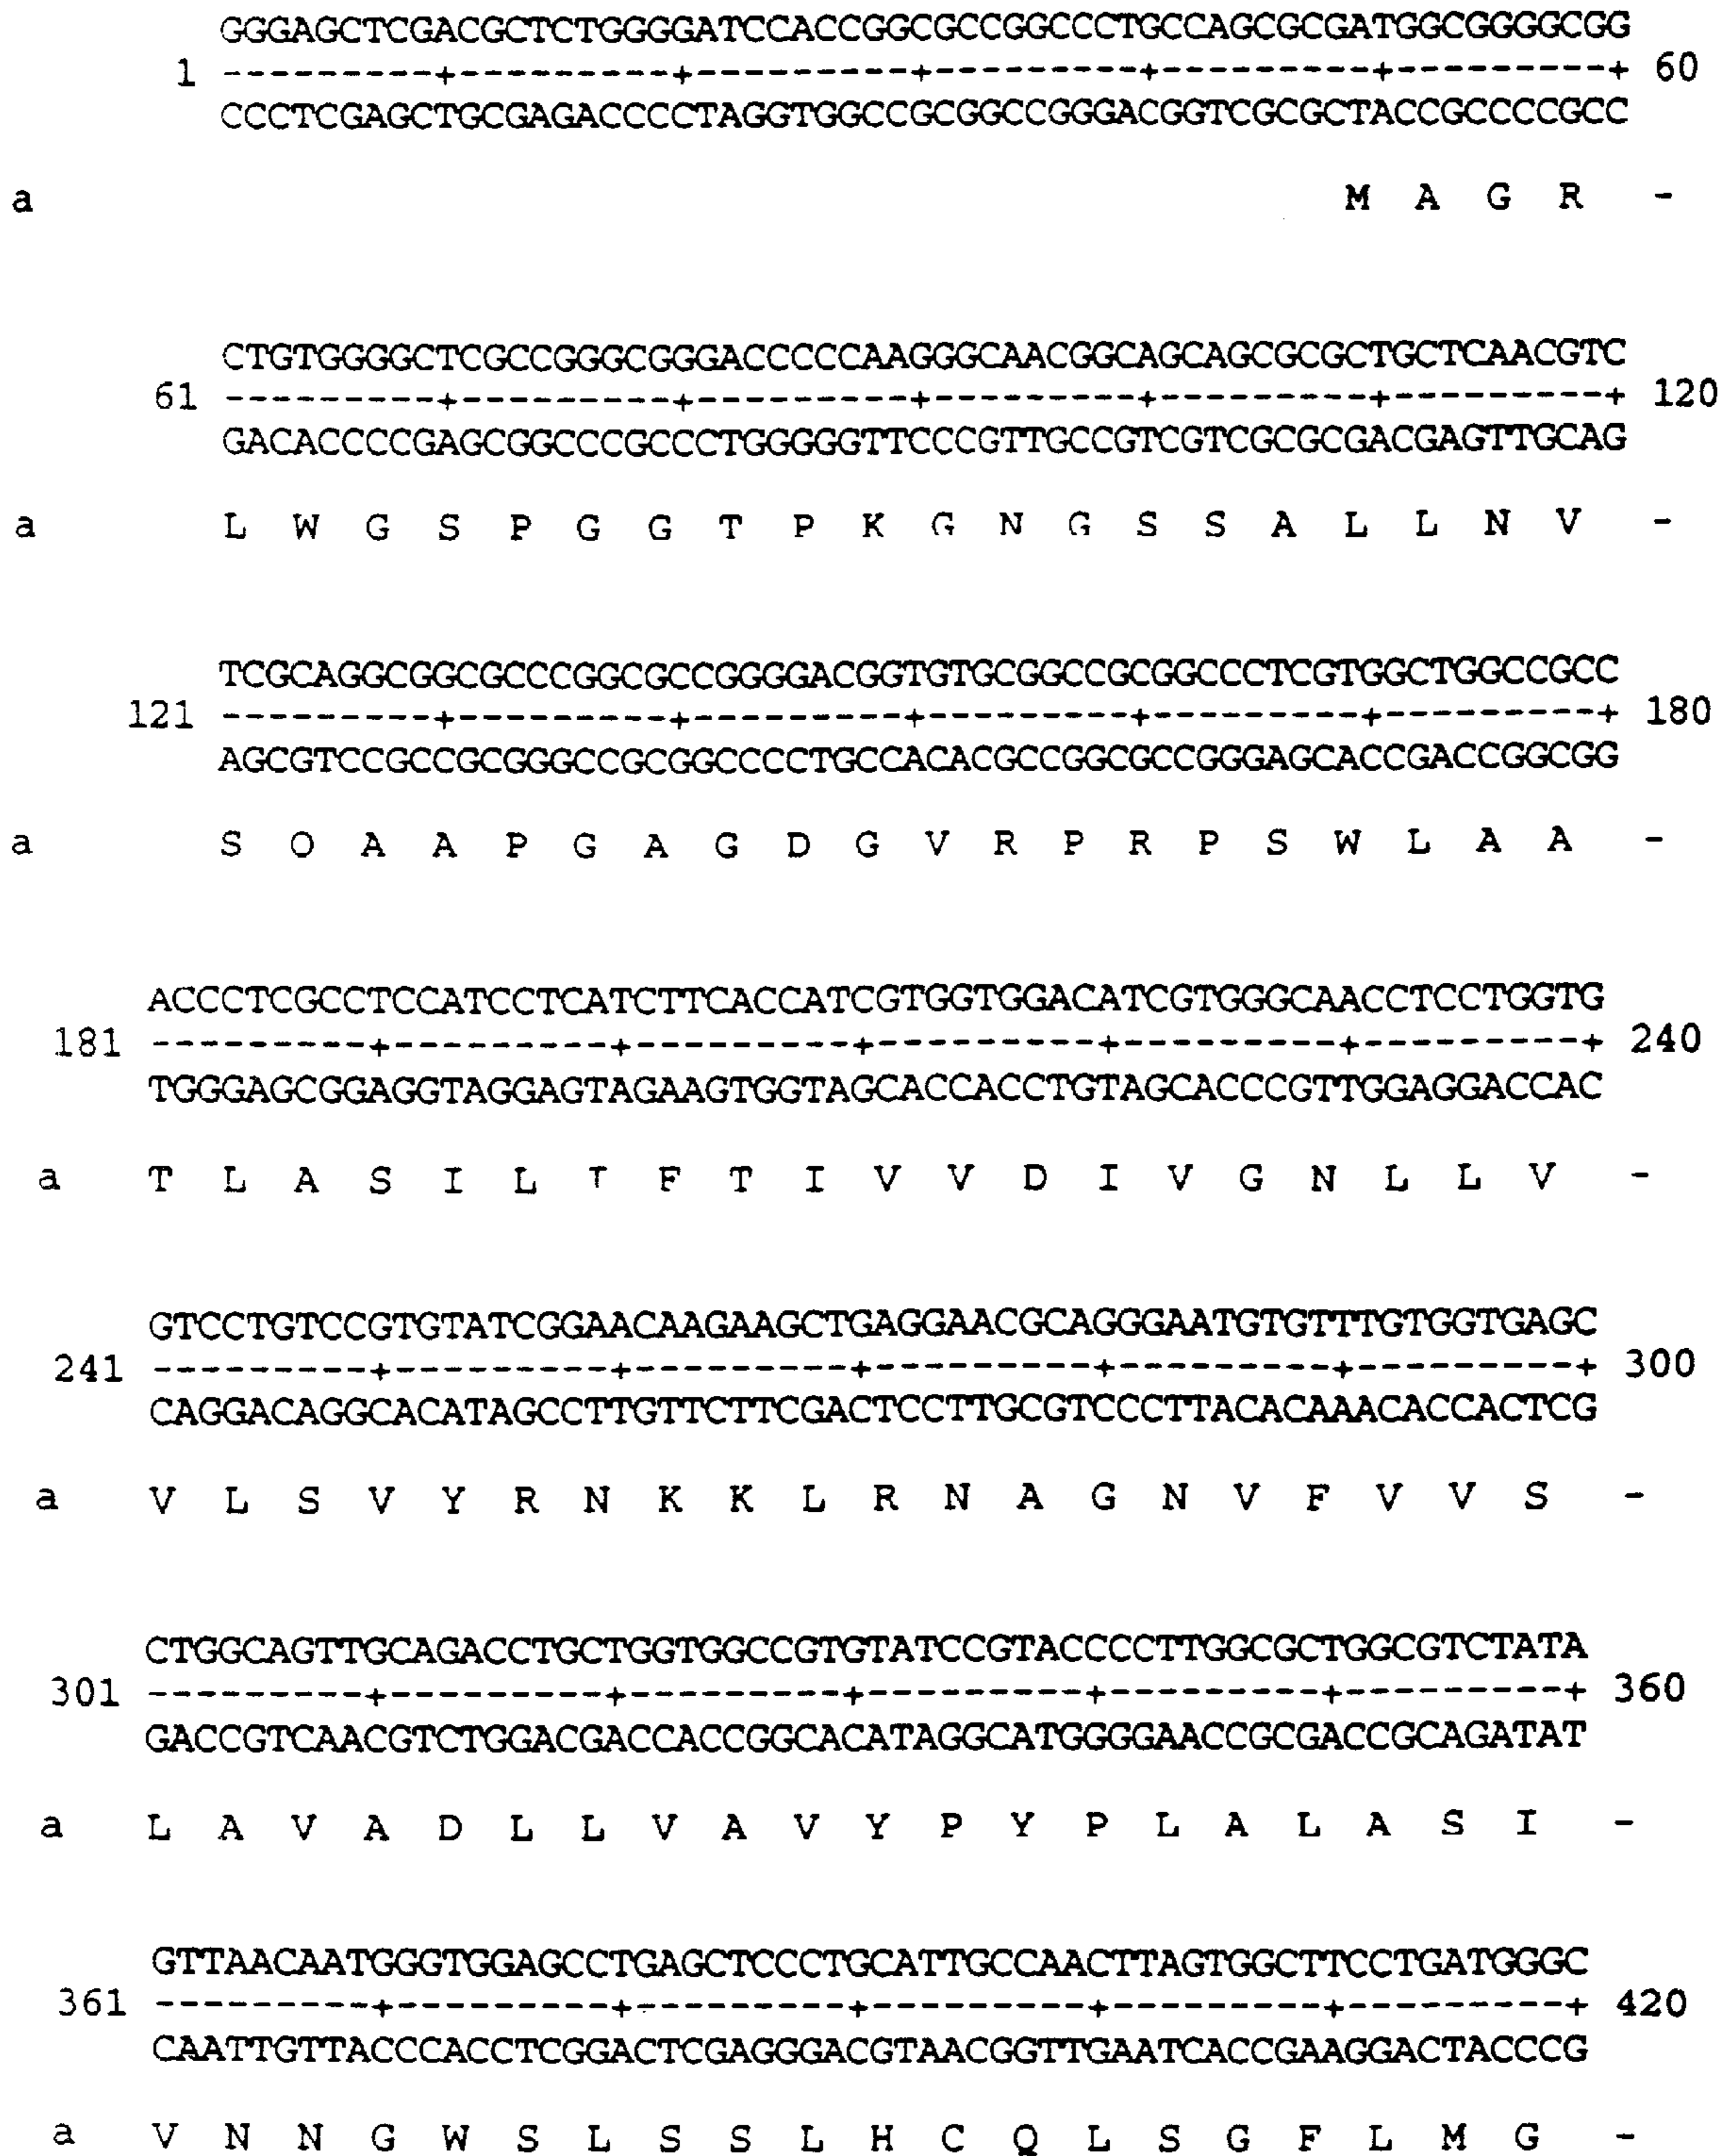 GGGAGCTCGACGCTCTGGGGATCCACCGGCGCCGGCCCTGCCAGCGCGATGGCGGGGCGG
1 ---------+---------+---------+---------+---------+---------+ 60
CCCTCGAGCTGCGAGACCCCTAGGTGGCCGCGGCCGGGACGGTCGCGCTACCGCCCCGCC
a M A G R -
CTGTGGGGCTCGCCGGGCGGGACCCCCAAGGGCAACGGCAGCAGCGCGCTGCTCAACGTC
61 ---------+---------+---------+---------+---------+---------+ 120
GACACCCCGAGCGGCCCGCCCTGGGGGTTCCCGTTGCCGTCGTCGCGCGACGAGTTGCAG
a L W G S P G G T P K G N G S S A L L N V -
TCGCAGGCGGCGCCCGGCGCCGGGGACGGTGTGCGGCCGCGGCCCTCGTGGCTGGCCGCC
121 ---------+---------+---------+---------+---------+---------+ 180
AGCGTCCGCCGCGGGCCGCGGCCCCTGCCACACGCCGGCGCCGGGAGCACCGACCGGCGG
a S O A A P G A G D G V R P R P S W L A A -
ACCCTCGCCTCCATCCTCATCTTCACCATCGTGGTGGACATCGTGGGCAACCTCCTGGTG
181 ---------+---------+---------+---------+---------+---------+ 240
TGGGAGCGGAGGTAGGAGTAGAAGTGGTAGCACCACCTGTAGCACCCGTTGGAGGACCAC
a T L A S I L I F T I V V D I V G N L L V -
GTCCTGTCCGTGTATCGGAACAAGAAGCTGAGGAACGCAGGGAATGTGTTTGTGGTGAGC
241 ---------+---------+---------+---------+---------+---------+ 300
CAGGACAGGCACATAGCCTTGTTCTTCGACTCCTTGCGTCCCTTACACAAACACCACTCG
a V L S V Y R N K K L R N A G N V F V V S -
CTGGCAGTTGCAGACCTGCTGGTGGCCGTGTATCCGTACCCCTTGGCGCTGGCGTCTATA
301 ---------+---------+---------+---------+---------+---------+ 360
GACCGTCAACGTCTGGACGACCACCGGCACATAGGCATGGGGAACCGCGACCGCAGATAT
a L A V A D L L V A V Y P Y P L A L A S I -
GTTAACAATGGGTGGAGCCTGAGCTCCCTGCATTGCCAACTTAGTGGCTTCCTGATGGGC
361 ---------+---------+---------+---------+---------+---------+ 420
CAATTGTTACCCACCTCGGACTCGAGGGACGTAACGGTTGAATCACCGAAGGACTACCCG
a V N N G W S L S S L H C Q L S G F L M G -